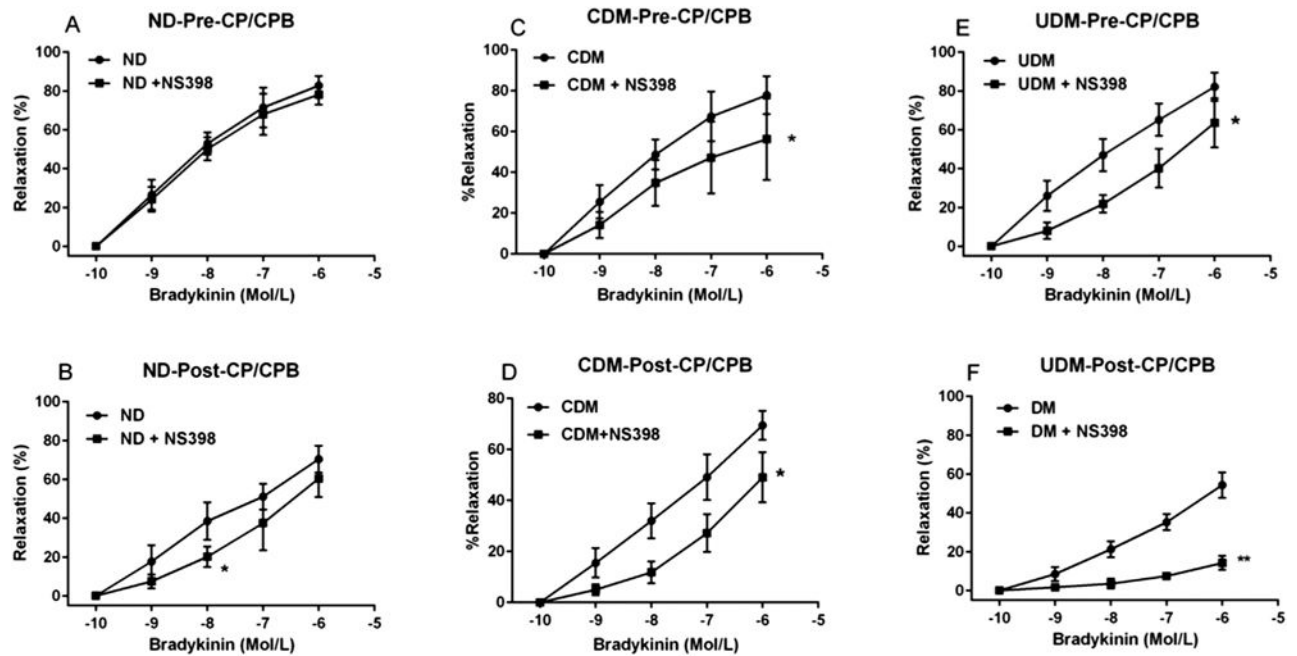 A
ND-Pre-CP/CPB
ND
ND +NS398
Relaxation (%)
100
80
60
40
20
0
-10
-9
-8
-7
-6
-5
Bradykinin (Mol/L)
C
CDM-Pre-CP/CPB
CDM
CDM + NS398
%Relaxation
100
80
60
40
20
0
*
-10
-9
-8
-7
-6
-5
Bradykinin (Mol/L)
E
UDM-Pre-CP/CPB
UDM
UDM + NS398
Relaxation (%)
100
80
60
40
20
0
*
-10
-9
-8
-7
-6
-5
Bradykinin (Mol/L)
B
ND-Post-CP/CPB
ND
ND + NS398
Relaxation (%)
100
80
60
40
20
0
*
-10
-9
-8
-7
-6
-5
Bradykinin (Mol/L)
D
CDM-Post-CP/CPB
CDM
CDM+NS398
%Relaxation
80
60
40
20
0
*
-10
-9
-8
-7
-6
-5
Bradykinin (Mol/L)
F
UDM-Post-CP/CPB
DM
DM + NS398
Relaxation (%)
100
80
60
40
20
0
**
-10
-9
-8
-7
-6
-5
Bradykinin (Mol/L)